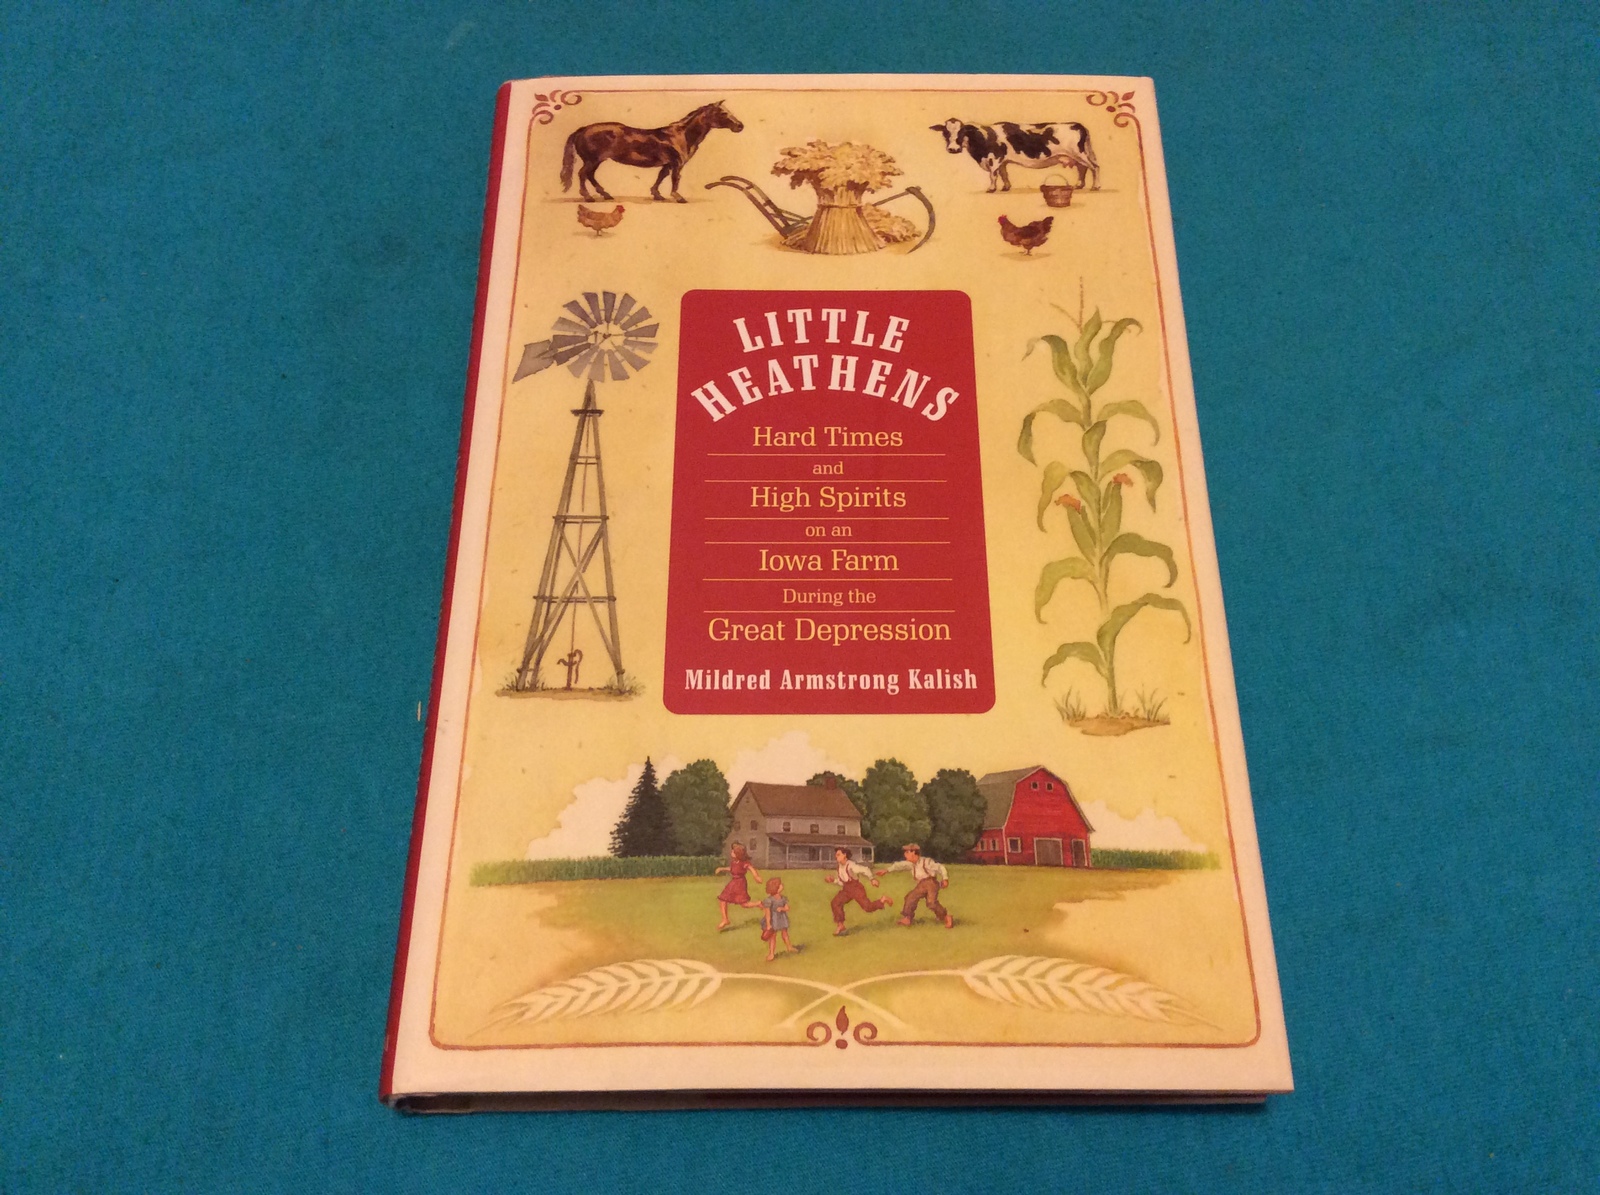 LITTLE
HEATHENS
Hard Times
and
High Spirits
on an
Iowa Farm
During the
Great Depression
Mildred Armstrong Kalish